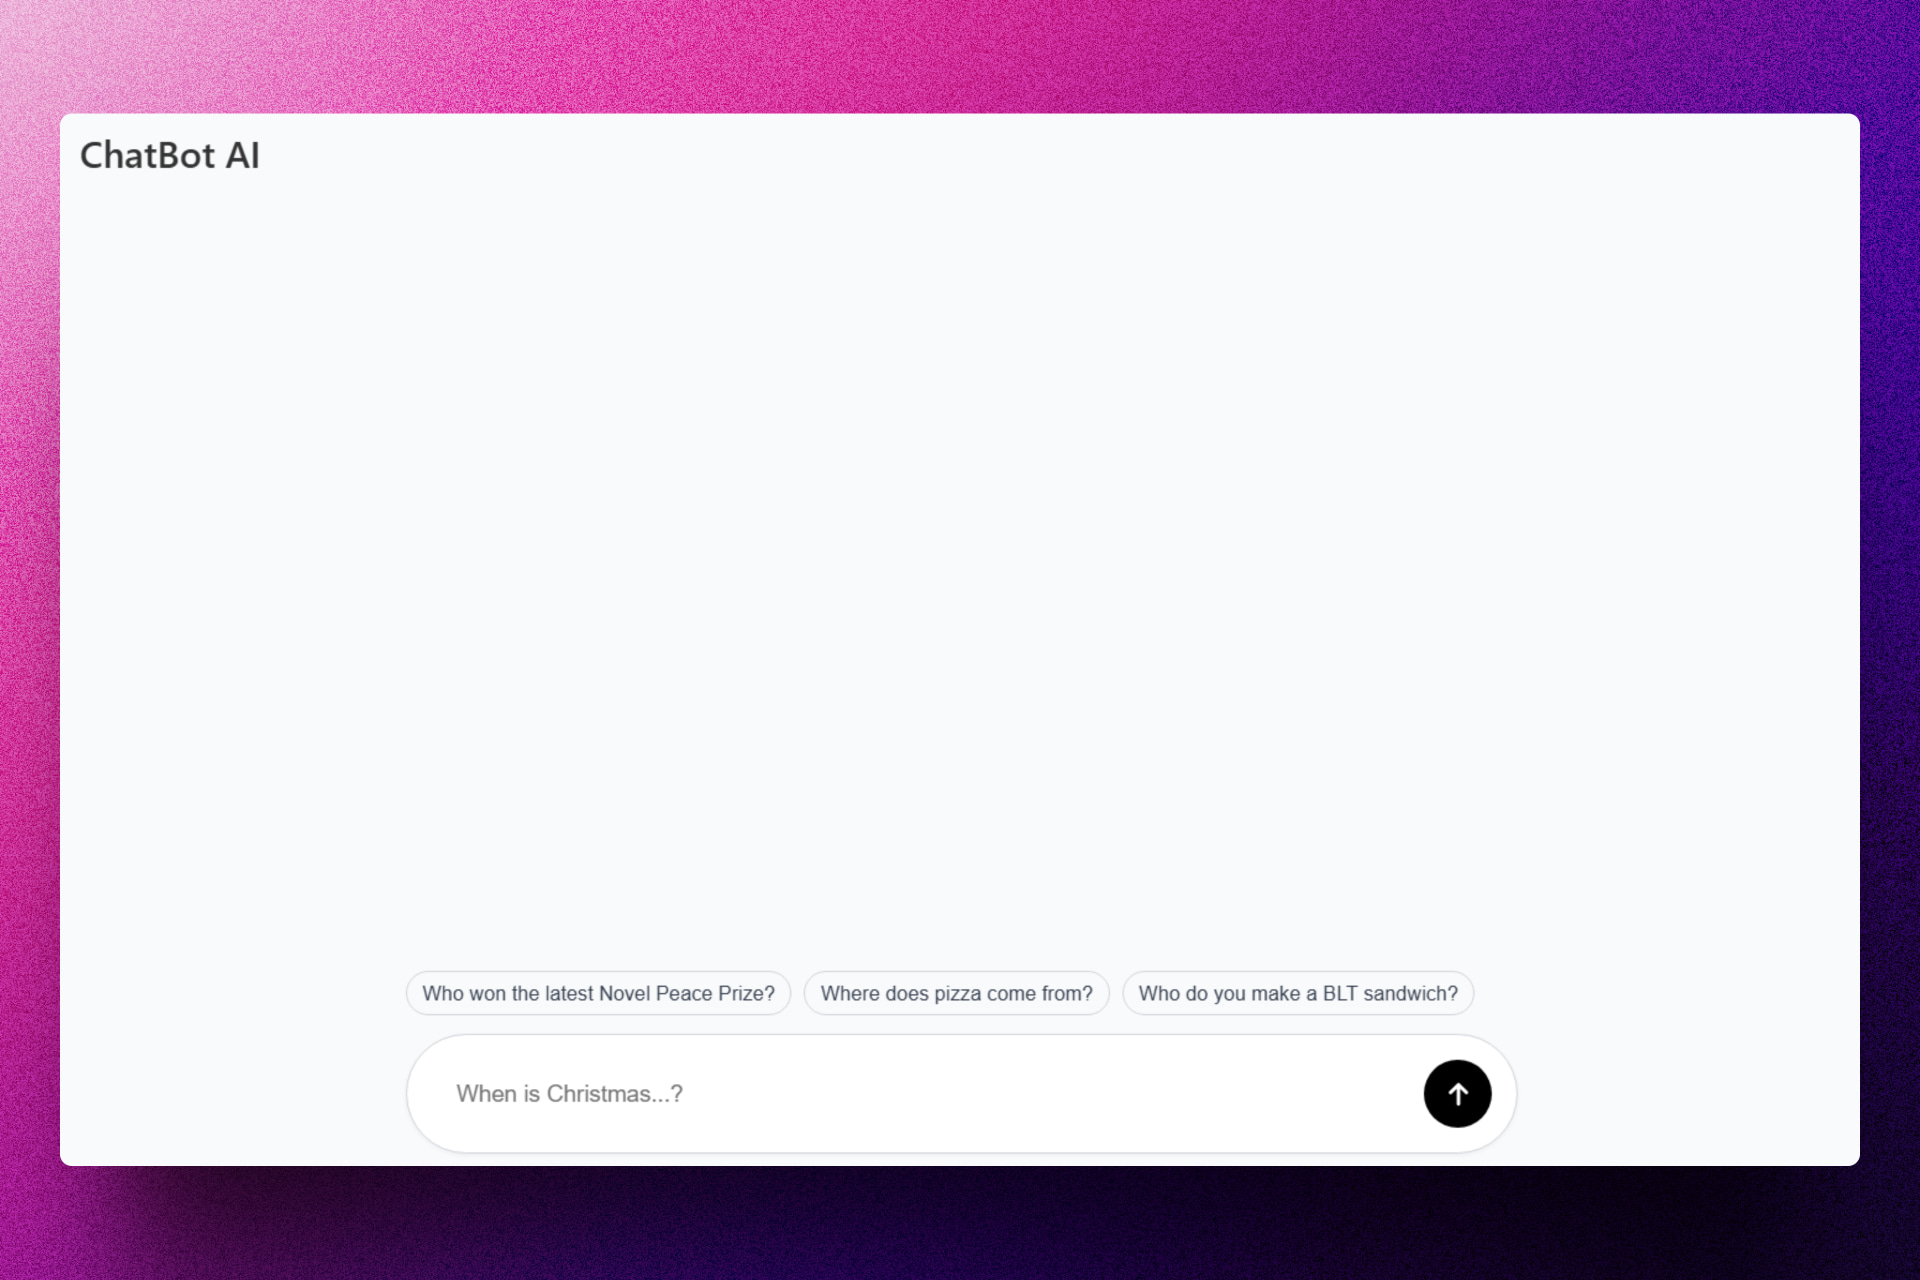 ChatBot AI
Who won the latest Novel Peace Prize?
Where does pizza come from?
Who do you make a BLT sandwich?
When is Christmas...?